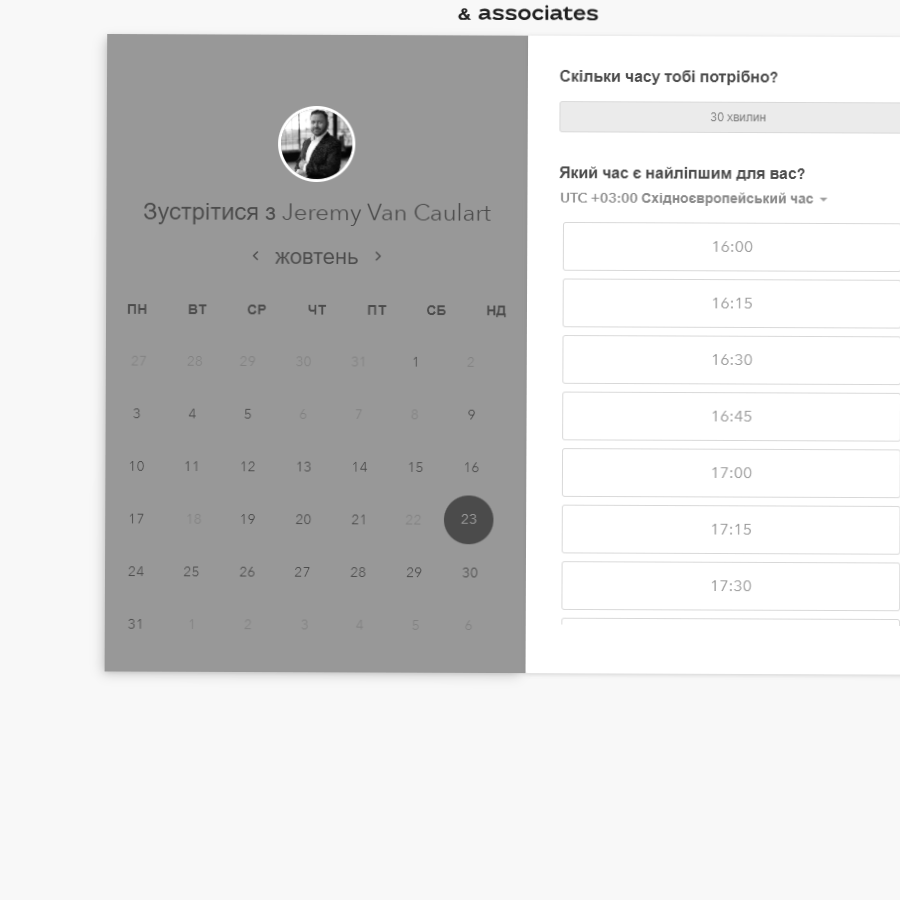 & associates
Зустрітися з Jeremy Van Caulart
жовтень
ПН ВТ СР ЧТ ПТ СБ НД
27 28 29 30 31 1 2
3 4 5 6 7 8 9
10 11 12 13 14 15 16
17 18 19 20 21 22 23
24 25 26 27 28 29 30
31 1 2 3 4 5 6
Скільки часу тобі потрібно?
30 хвилин
Який час є найліпшим для вас?
UTC +03:00 Східноєвропейський час
16:00
16:15
16:30
16:45
17:00
17:15
17:30